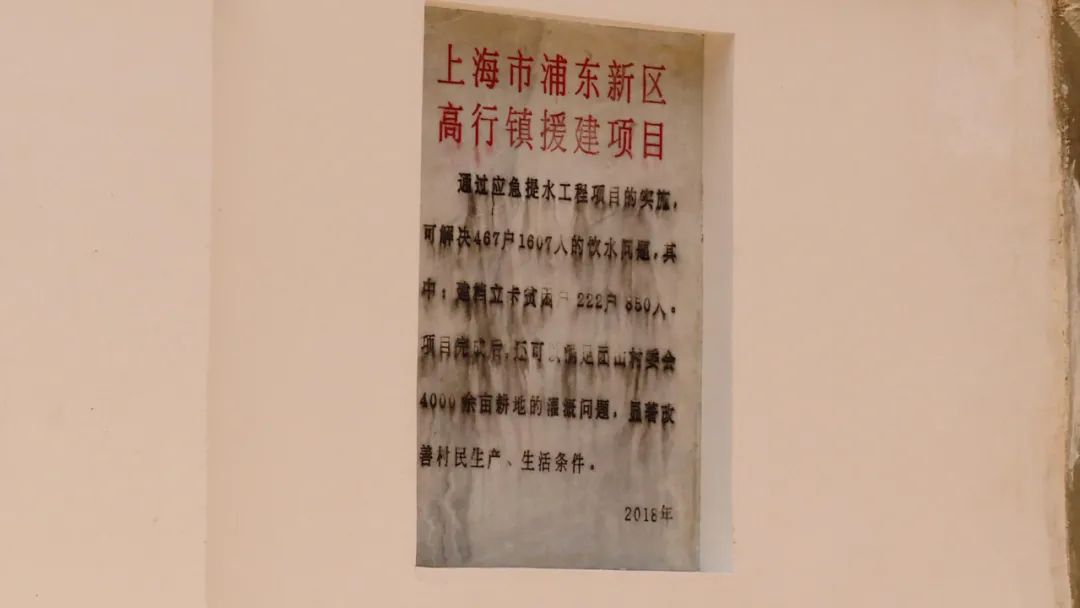 上海市浦东新区
高行镇援建项目
通过应急提水工程项目的实施，
可解决467户1607人的饮水问题，其
中：建档立卡贫困户222户850人。
项目完成后，还可以满足团山村委会
4000余亩耕地的灌溉问题，显著改
善村民生产、生活条件。
2018年